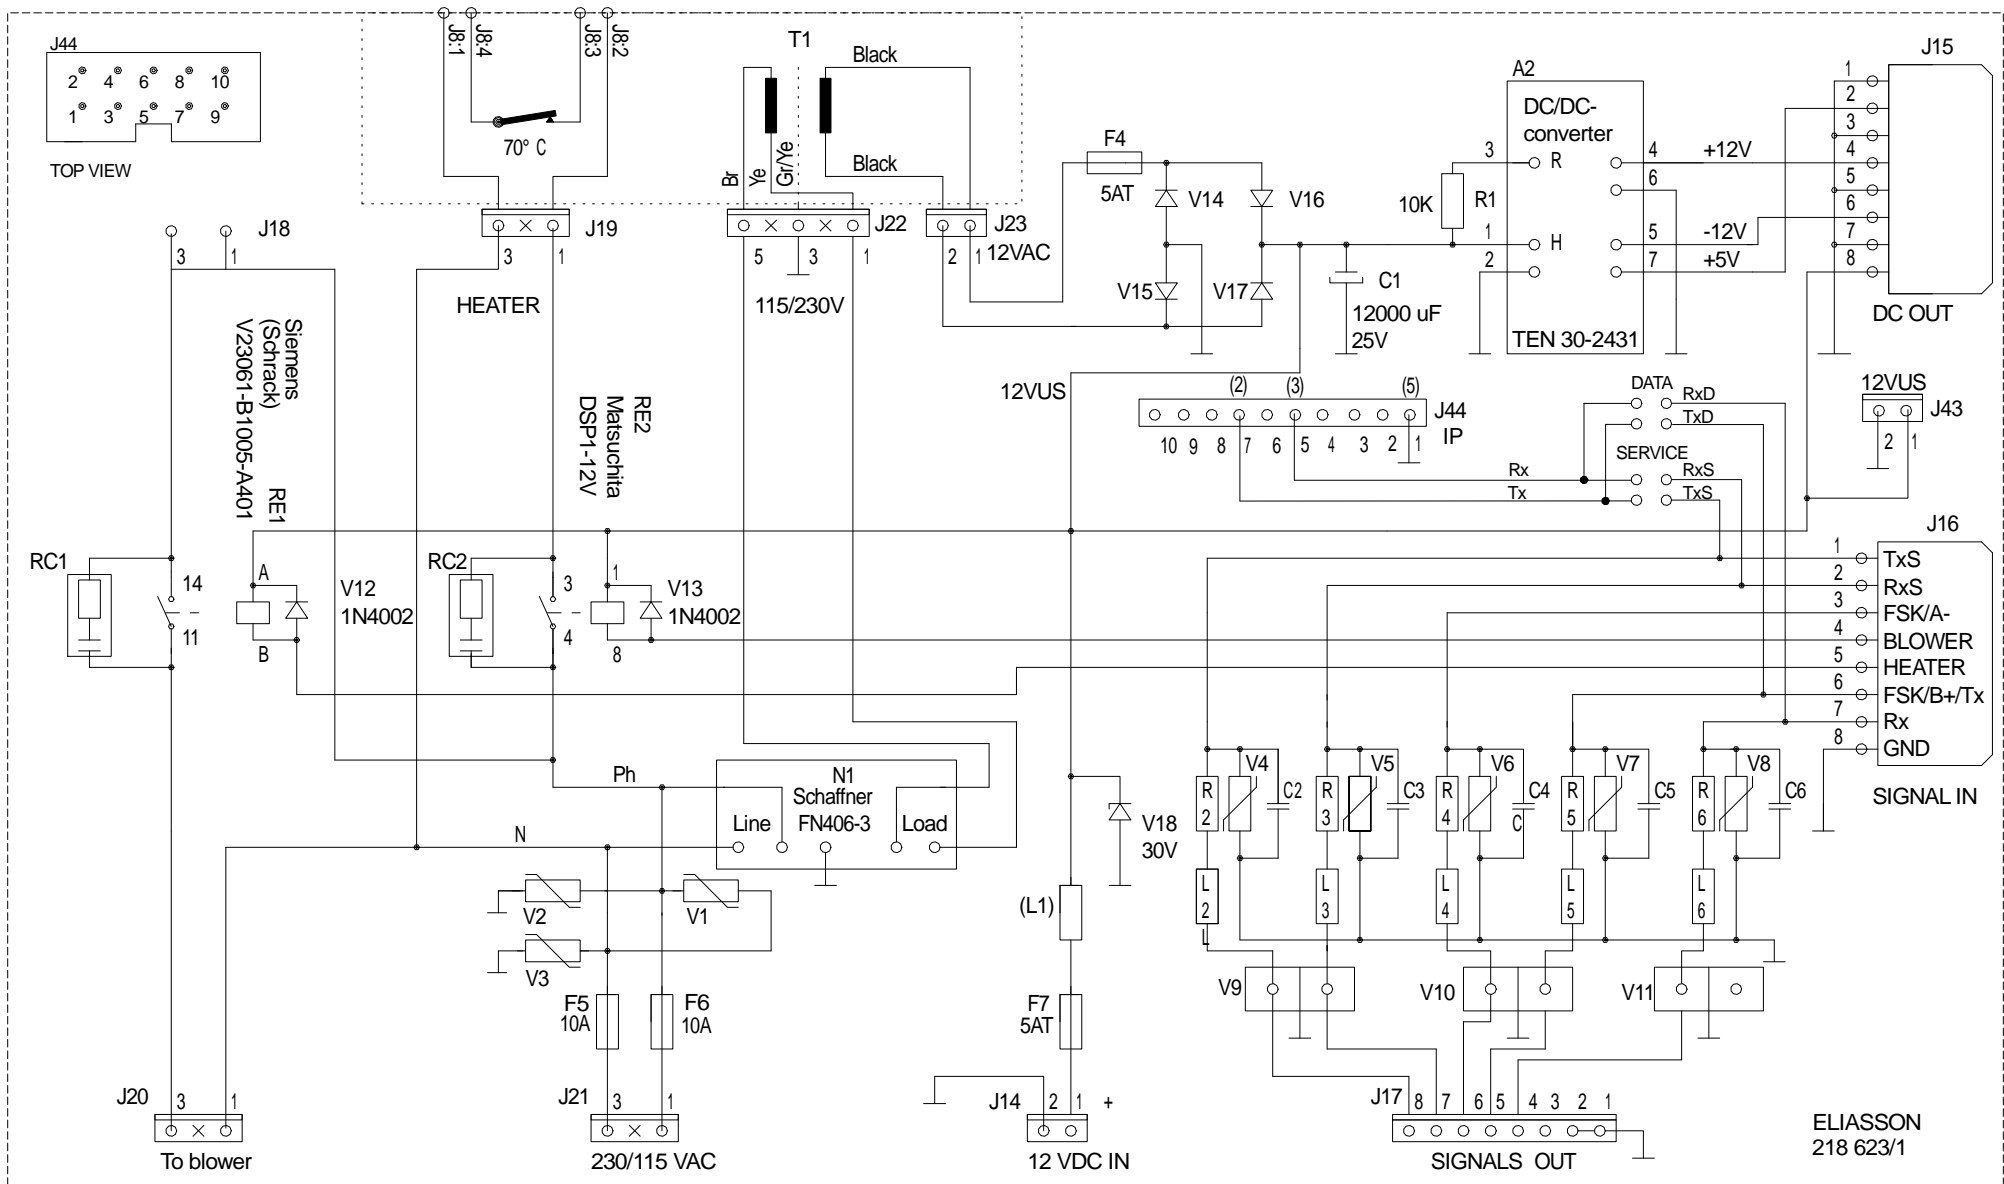 J44
2 4 6 8 10
1 3 5 7 9
TOP VIEW
J8:1
J8:4
J8:3
J8:2
70° C
T1
Black
Black
Br
Ye
Gr/Ye
J18
3 1
J19
3 1
HEATER
J22
5 3 1
115/230V
J23
2 1
12VAC
F4
5AT
V14
V16
V15
V17
C1
12000 uF
25V
10K
R1
A2
DC/DC-
converter
3 R
1 H
2
4
6
5
7
TEN 30-2431
+12V
-12V
+5V
J15
1
2
3
4
5
6
7
8
DC OUT
12VUS
(2) (3) (5)
J44
IP
10 9 8 7 6 5 4 3 2 1
DATA
RxD
TxD
SERVICE
RxS
TxS
Rx
Tx
12VUS
J43
2 1
Siemens
(Schrack)
V23061-B1005-A401
RE1
RE2
Matsuchita
DSP1-12V
RC1
14
11
A
B
V12
1N4002
RC2
3
4
1
8
V13
1N4002
J16
1 TxS
2 RxS
3 FSK/A-
4 BLOWER
5 HEATER
6 FSK/B+/Tx
7 Rx
8 GND
SIGNAL IN
Ph
N
N1
Schaffner
FN406-3
Line
Load
V2
V1
V3
F5
10A
F6
10A
V18
30V
(L1)
F7
5AT
R2
V4
C2
R3
V5
C3
R4
V6
C4
C
R5
V7
C5
R6
V8
C6
L2
L
L3
L4
L5
L6
V9
V10
V11
J20
3 1
To blower
J21
3 1
230/115 VAC
J14
2 1 +
12 VDC IN
J17
8 7 6 5 4 3 2 1
SIGNALS OUT
ELIASSON
218 623/1